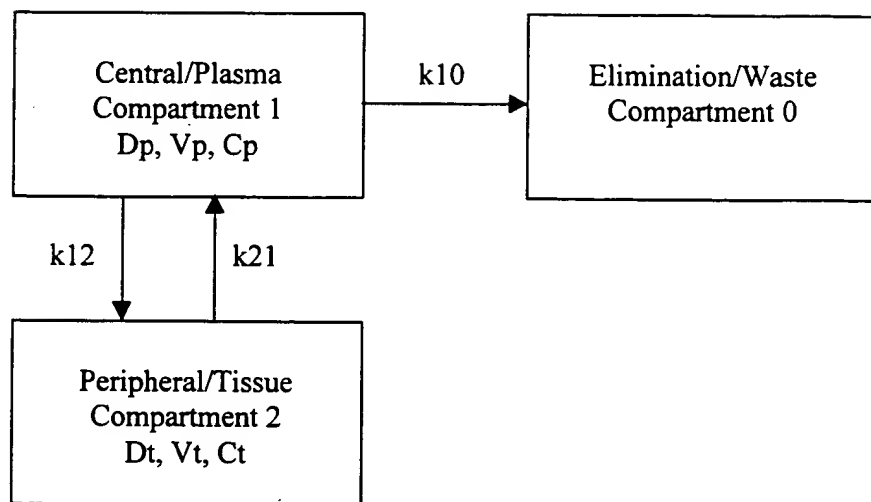 Central/Plasma
Compartment 1
Dp, Vp, Cp
k10
Elimination/Waste
Compartment 0
k12
k21
Peripheral/Tissue
Compartment 2
Dt, Vt, Ct